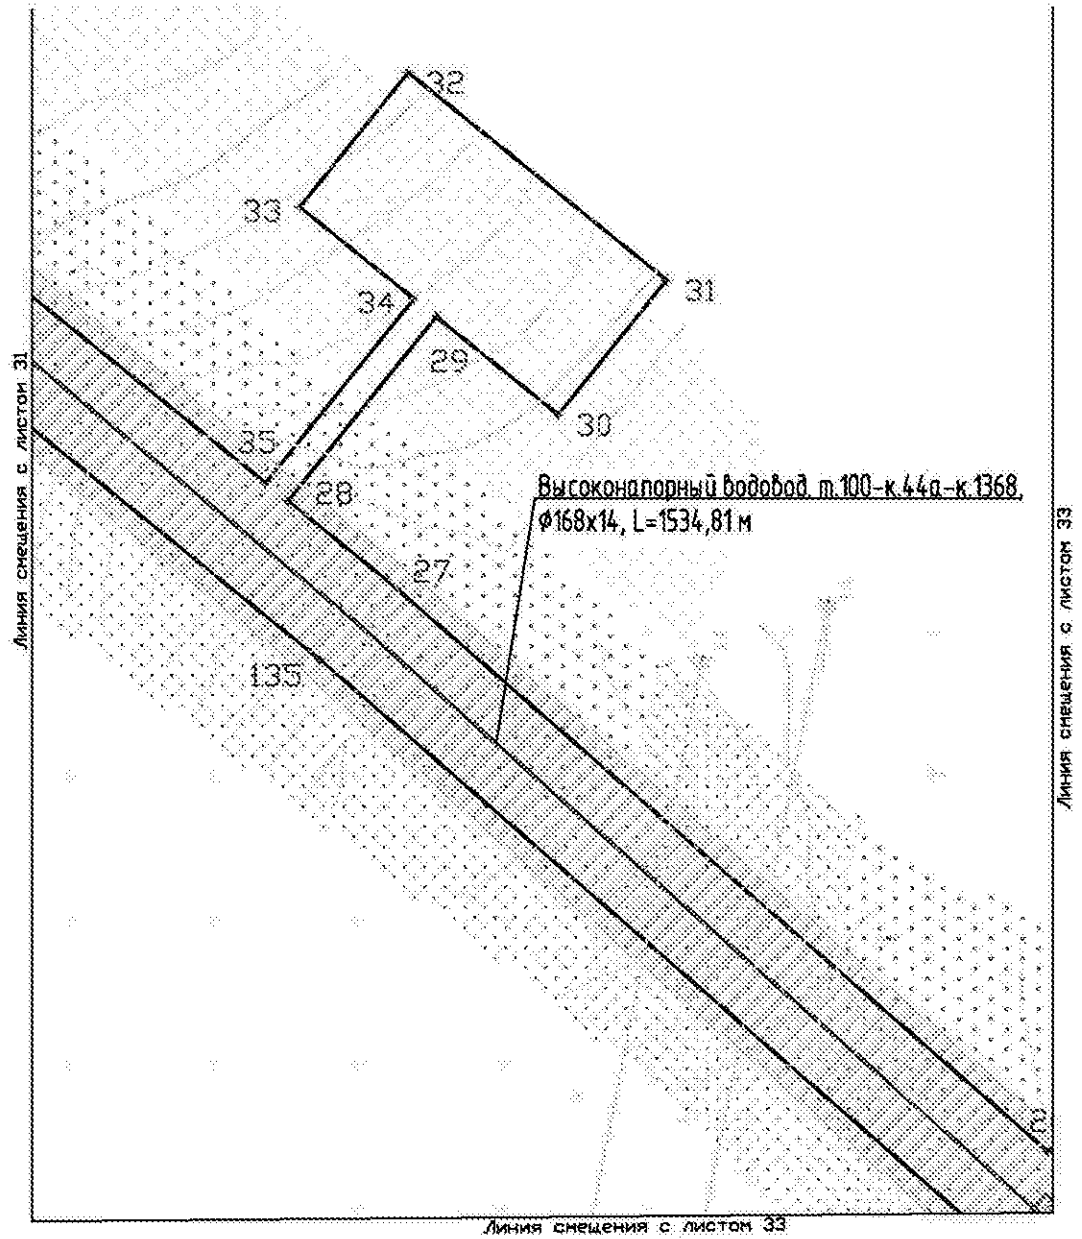 32
33
31
34
29
30
Линия смещения с листом 31
35
28
Высоконапорный водовод т.100-к.44а-к.1368,
Ф168х14, L=1534,81 м
Линия смещения с листом 33
27
135
Линия смещения с листом 33